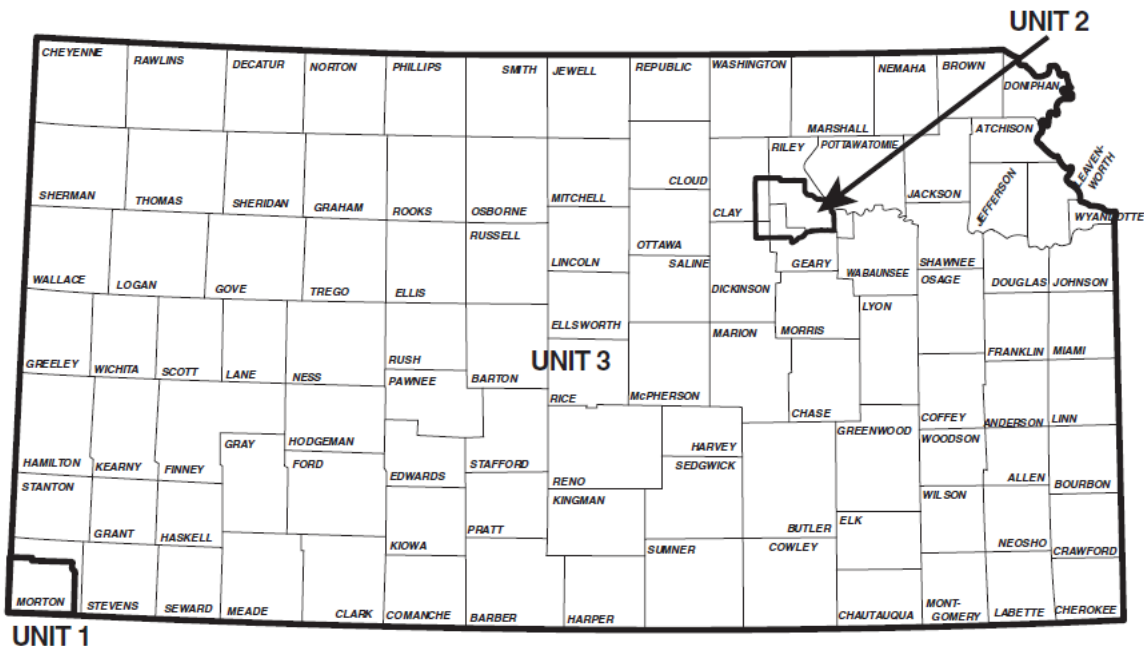 UNIT 2
CHEYENNE
RAWLINS
DECATUR
NORTON
PHILLIPS
SMITH
JEWELL
REPUBLIC
WASHINGTON
MARSHALL
NEMAHA
BROWN
DONIPHAN
ATCHISON
RILEY
POTTAWATOMIE
JACKSON
JEFFERSON
LEAVEN-
WORTH
WYANDOTTE
SHERMAN
THOMAS
SHERIDAN
GRAHAM
ROOKS
OSBORNE
MITCHELL
CLOUD
CLAY
RUSSELL
OTTAWA
SALINE
LINCOLN
DICKINSON
GEARY
WABAUNSEE
SHAWNEE
OSAGE
DOUGLAS
JOHNSON
WALLACE
LOGAN
GOVE
TREGO
ELLIS
ELLSWORTH
MARION
MORRIS
LYON
FRANKLIN
MIAMI
GREELEY
WICHITA
SCOTT
LANE
NESS
RUSH
PAWNEE
BARTON
UNIT 3
RICE
McPHERSON
CHASE
GREENWOOD
COFFEY
WOODSON
ANDERSON
LINN
HAMILTON
KEARNY
FINNEY
GRAY
HODGEMAN
FORD
EDWARDS
STAFFORD
RENO
HARVEY
SEDGWICK
KINGMAN
ALLEN
BOURBON
STANTON
GRANT
HASKELL
KIOWA
PRATT
BUTLER
ELK
WILSON
NEOSHO
CRAWFORD
SUMNER
COWLEY
MORTON
STEVENS
SEWARD
MEADE
CLARK
COMANCHE
BARBER
HARPER
CHAUTAUQUA
MONT-
GOMERY
LABETTE
CHEROKEE
UNIT 1